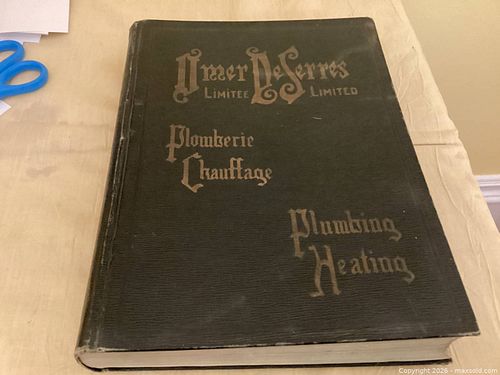 Omer DeSerres
Limitee Limited
Plomberie
Chauffage
Plumbing
Heating
Copyright 2026 - maxsold.com